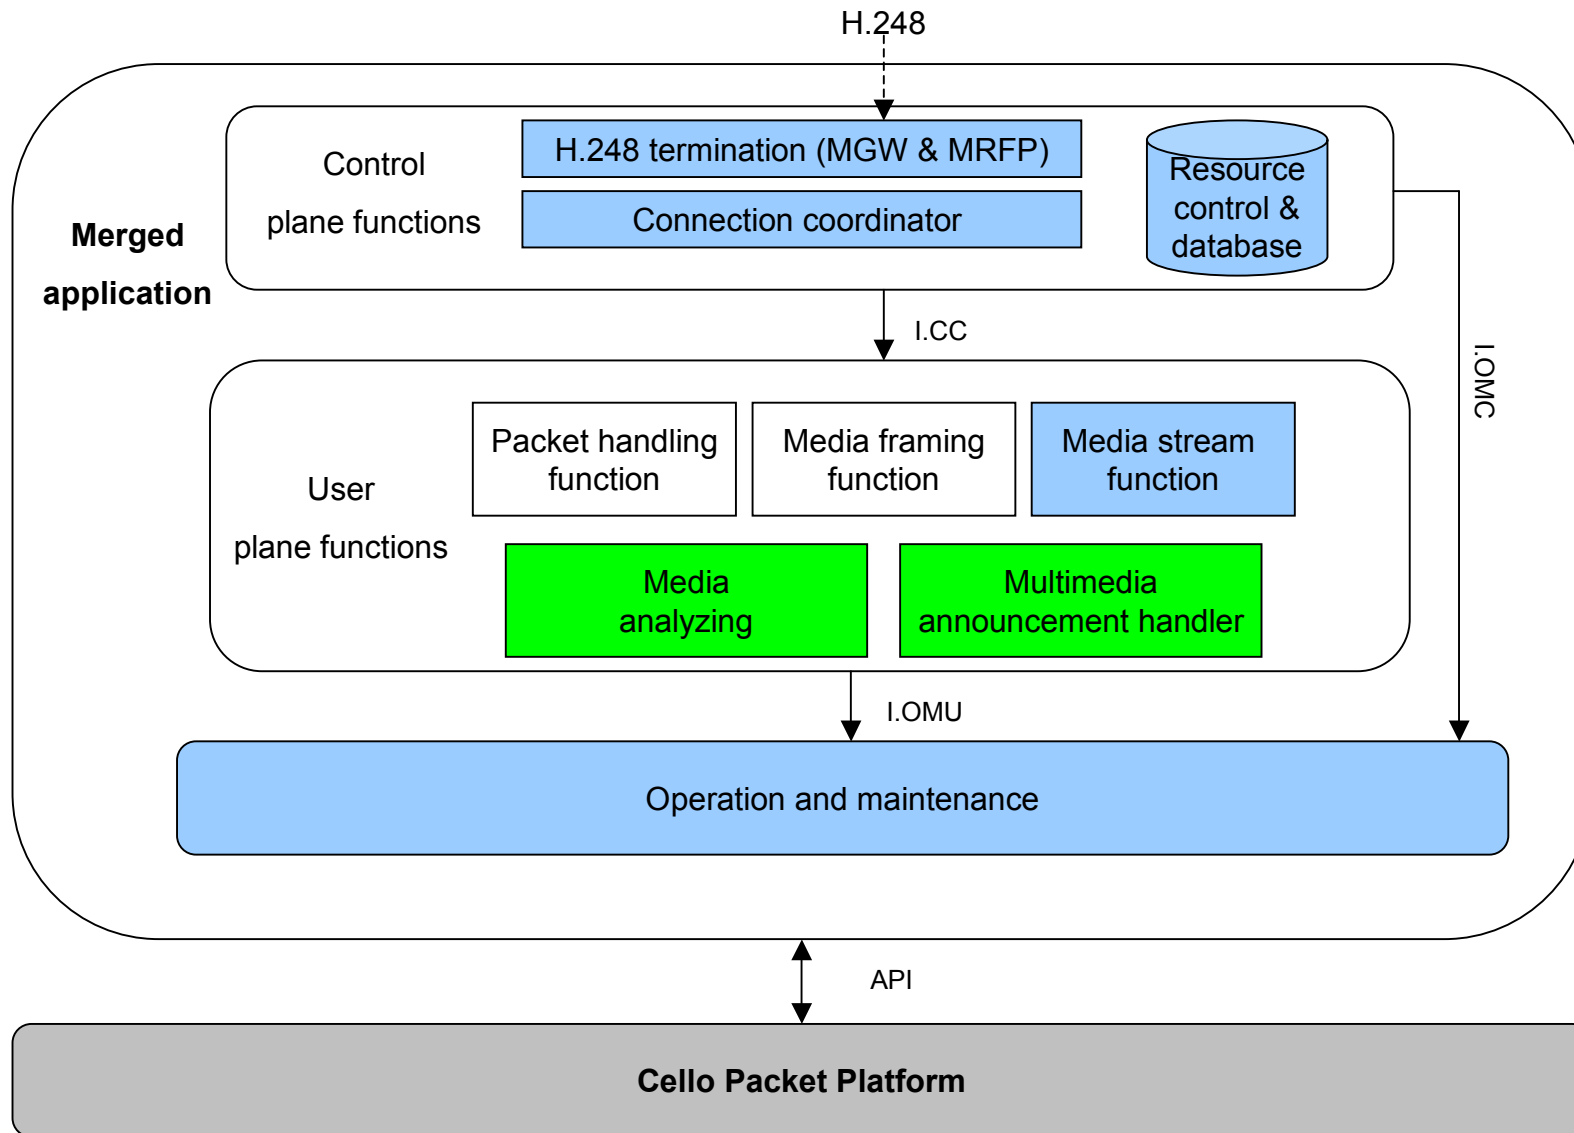 H.248
H.248 termination (MGW & MRFP)
Control
plane functions
Connection coordinator
Resource
control &
database
Merged
application
I.CC
I.OMC
Packet handling
function
Media framing
function
Media stream
function
User
plane functions
Media
analyzing
Multimedia
announcement handler
I.OMU
Operation and maintenance
API
Cello Packet Platform